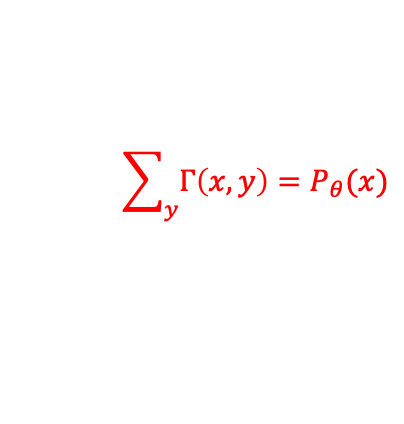 ∑_y Γ(x, y) = P_θ(x)